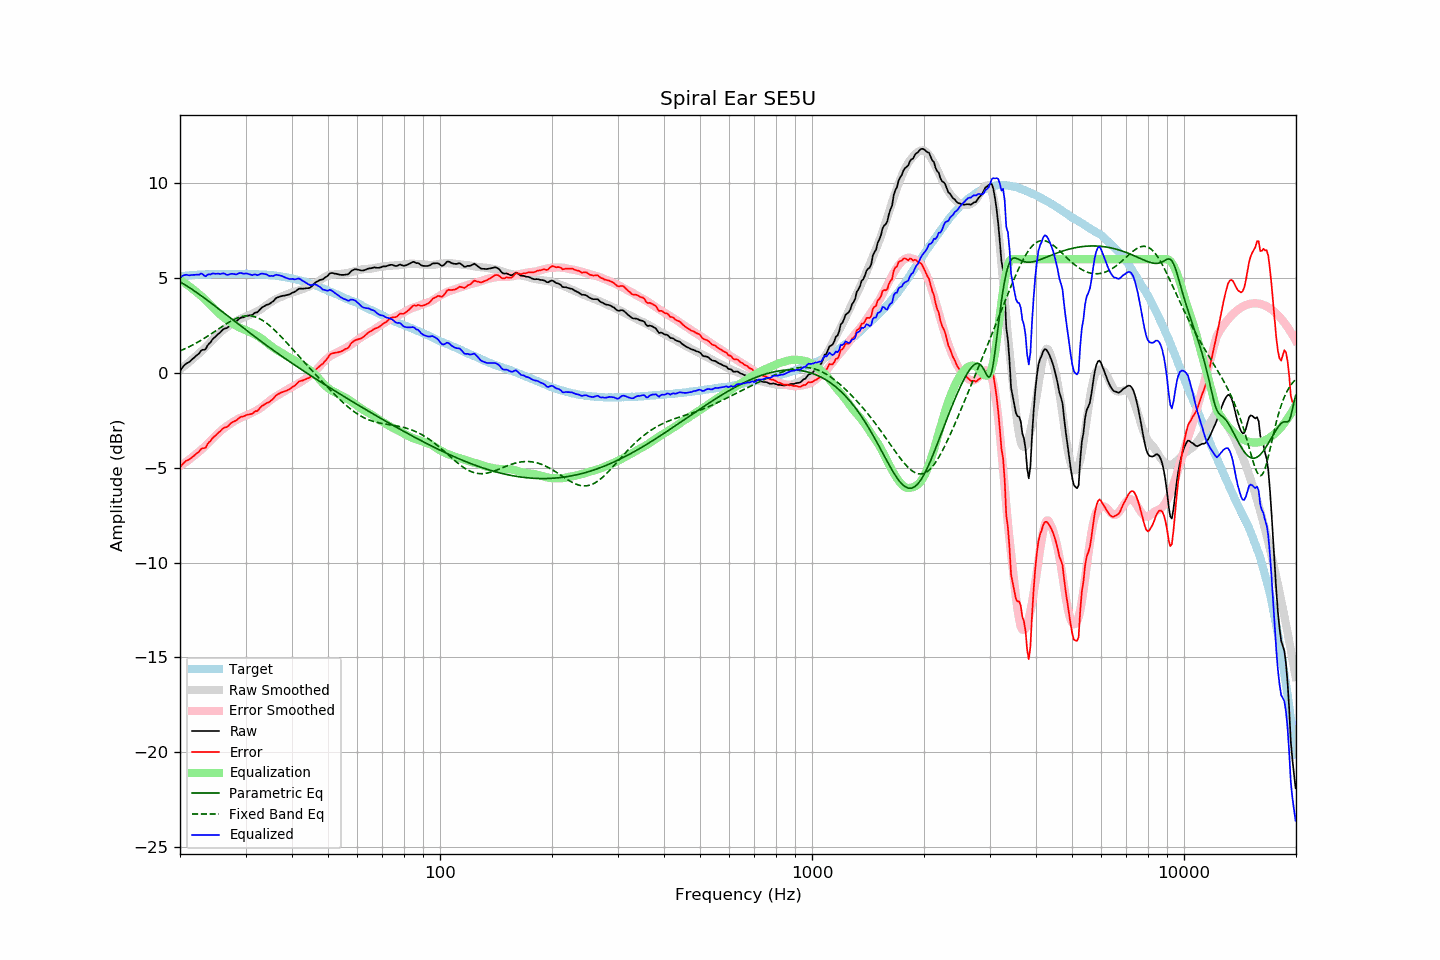 Spiral Ear SE5U
10
5
0
−5
−10
−15
−20
−25
Amplitude (dBr)
Target
Raw Smoothed
Error Smoothed
Raw
Error
Equalization
Parametric Eq
Fixed Band Eq
Equalized
100
1000
10000
Frequency (Hz)